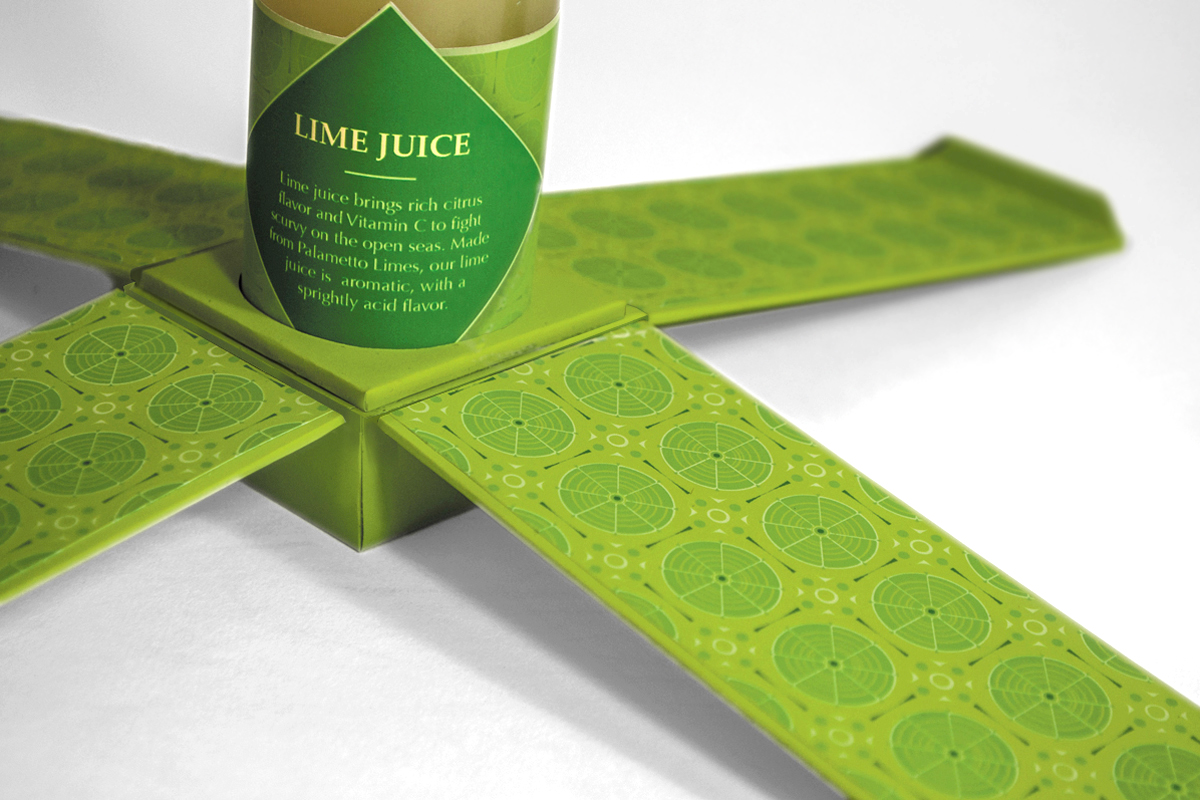 LIME JUICE
Lime juice brings rich citrus
flavor and Vitamin C to fight
scurvy on the open seas. Made
from Palametto Limes, our lime
juice is aromatic, with a
sprightly acid flavor.